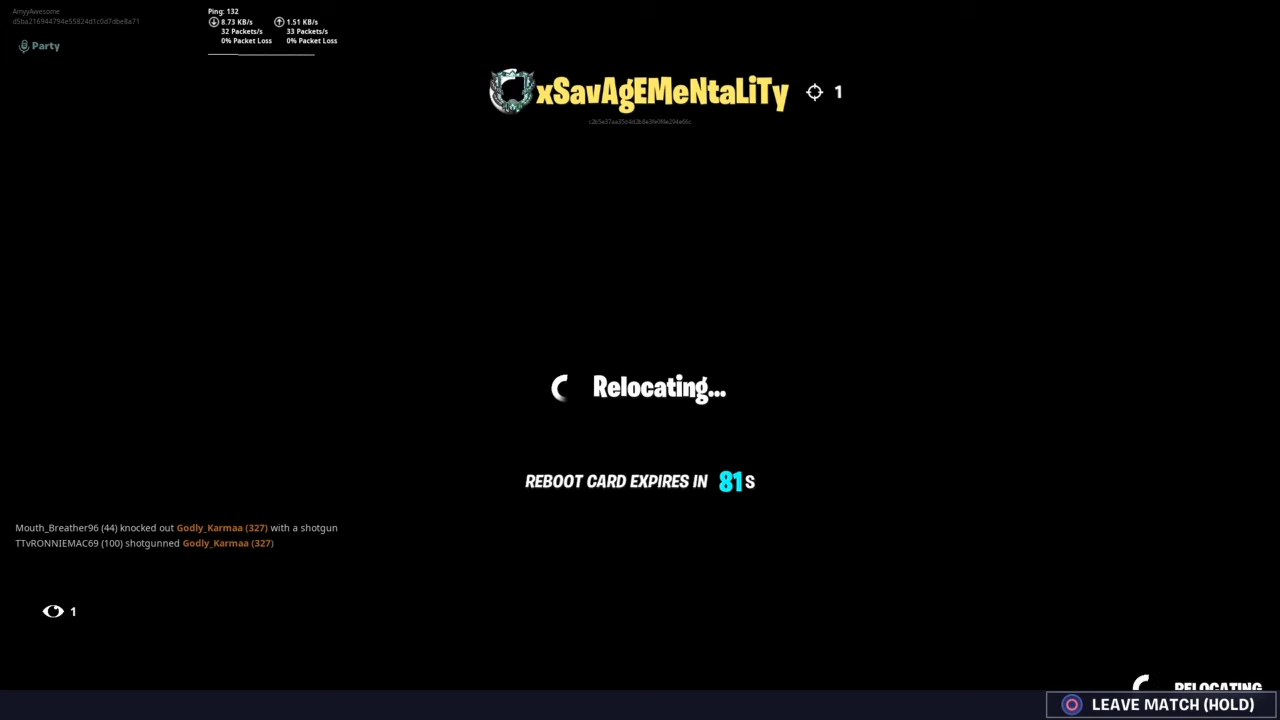 AmyyAwesome
d5ba216944794e55824d1c0d7dbe8a71
Party
Ping: 132
8.73 KB/s 1.51 KB/s
32 Packets/s 33 Packets/s
0% Packet Loss 0% Packet Loss
xSavAgEMeNtaLiTy 1
Relocating...
REBOOT CARD EXPIRES IN 81 S
Mouth_Breather96 (44) knocked out Godly_Karmaa (327) with a shotgun
TTvRONNIEMAC69 (100) shotgunned Godly_Karmaa (327)
1
RELOCATING
LEAVE MATCH (HOLD)